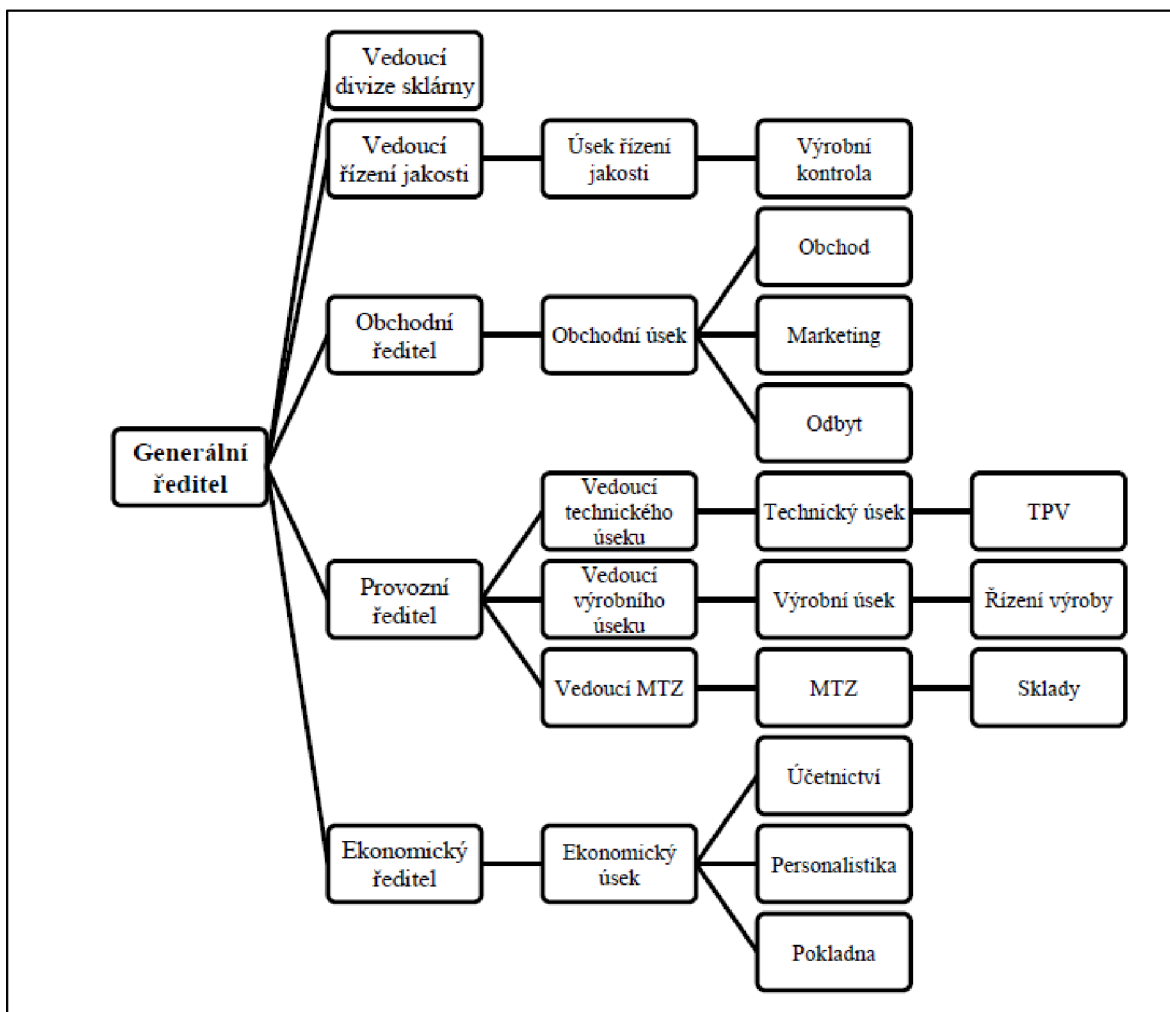 Vedoucí
divize sklárny
Vedoucí
řízení jakosti
Úsek řízení
jakosti
Výrobní
kontrola
Obchod
Obchodní
ředitel
Obchodní úsek
Marketing
Odbyt
Generální
ředitel
Vedoucí
technického
úseku
Technický úsek
TPV
Provozní
ředitel
Vedoucí
výrobního
úseku
Výrobní úsek
Řízení výroby
Vedoucí MTZ
MTZ
Sklady
Účetnictví
Ekonomický
ředitel
Ekonomický
úsek
Personalistika
Pokladna